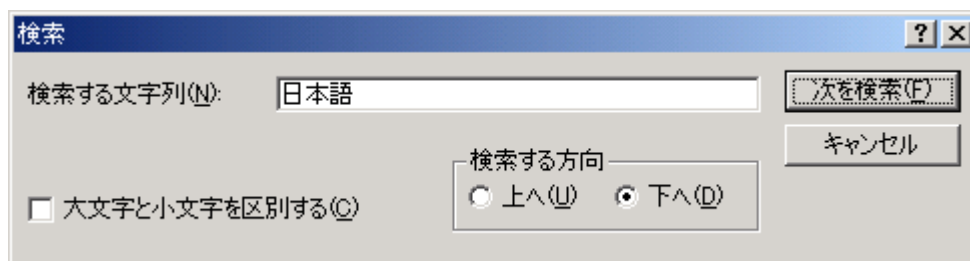 検索
検索する文字列(N):
日本語
次を検索(F)
キャンセル
検索する方向
上へ(U)
下へ(D)
大文字と小文字を区別する(C)